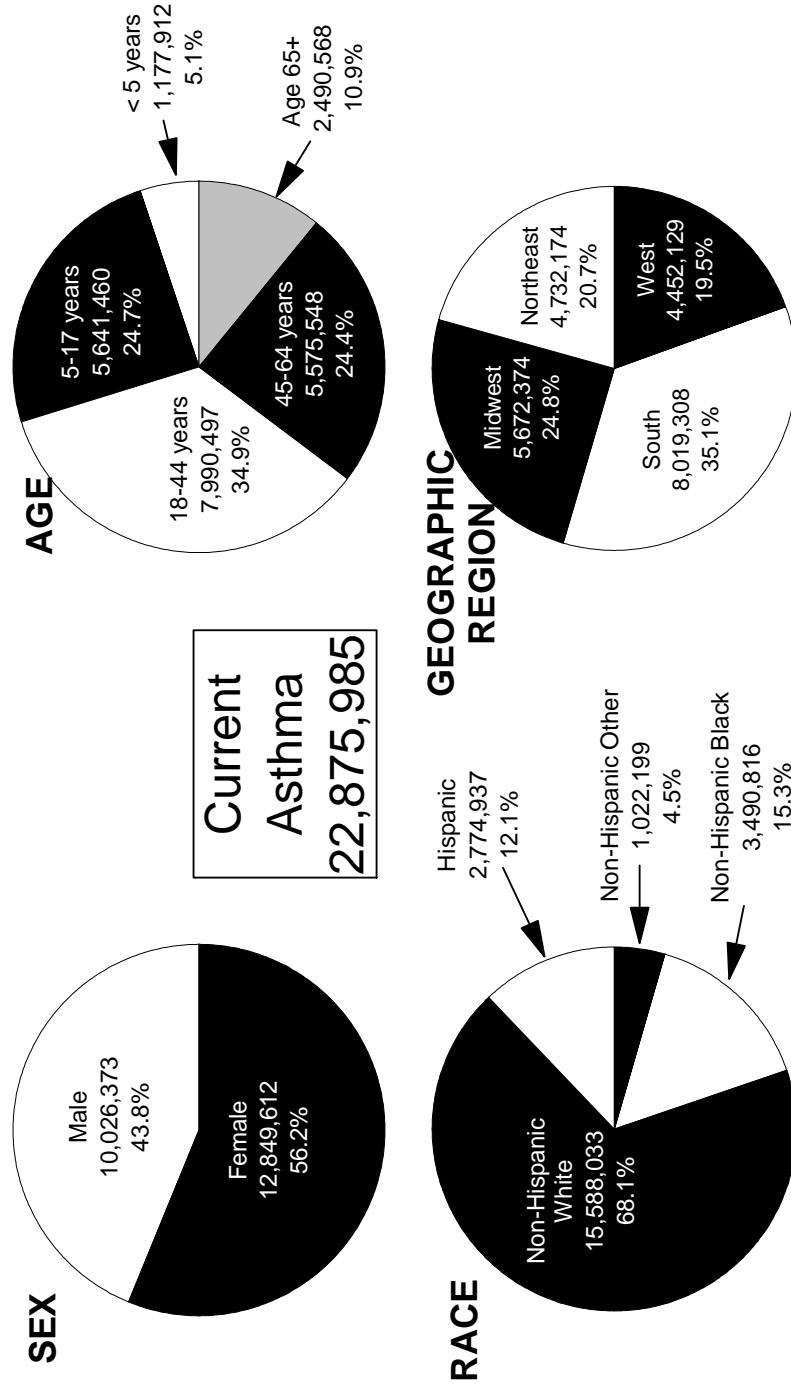 SEX
Male
10,026,373
43.8%
Female
12,849,612
56.2%
Current
Asthma
22,875,985
AGE
5-17 years
5,641,460
24.7%
< 5 years
1,177,912
5.1%
18-44 years
7,990,497
34.9%
45-64 years
5,575,548
24.4%
Age 65+
2,490,568
10.9%
RACE
Hispanic
2,774,937
12.1%
Non-Hispanic
White
15,588,033
68.1%
Non-Hispanic Other
1,022,199
4.5%
Non-Hispanic Black
3,490,816
15.3%
GEOGRAPHIC
REGION
Midwest
5,672,374
24.8%
Northeast
4,732,174
20.7%
South
8,019,308
35.1%
West
4,452,129
19.5%